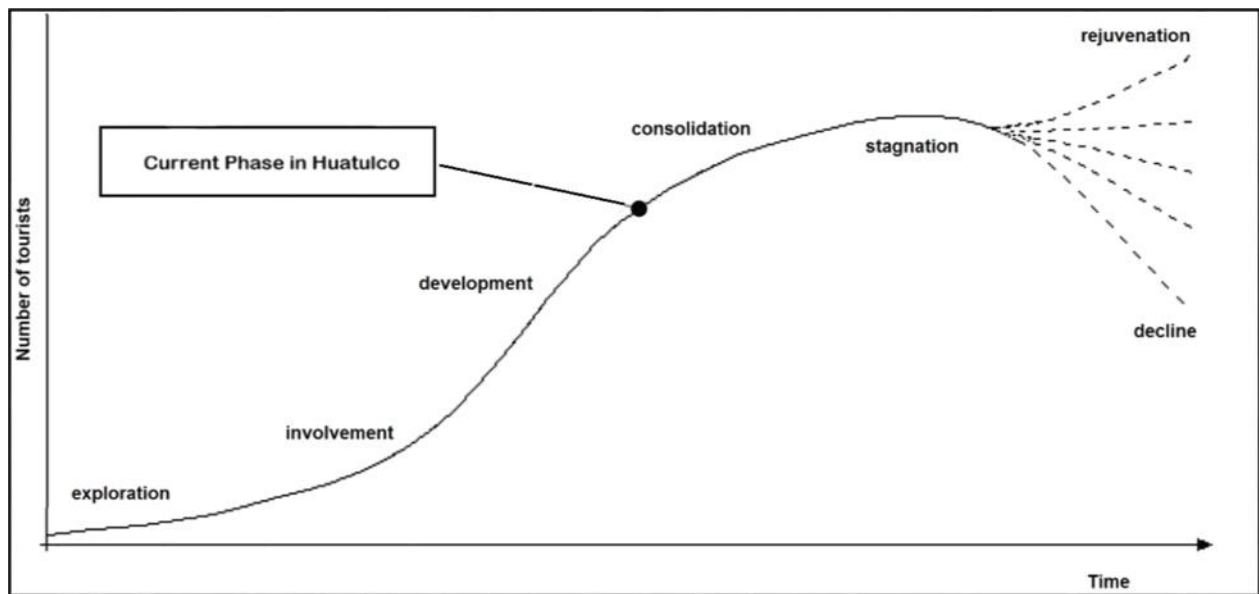 rejuvenation
consolidation
stagnation
Current Phase in Huatulco
Number of tourists
development
decline
involvement
exploration
Time